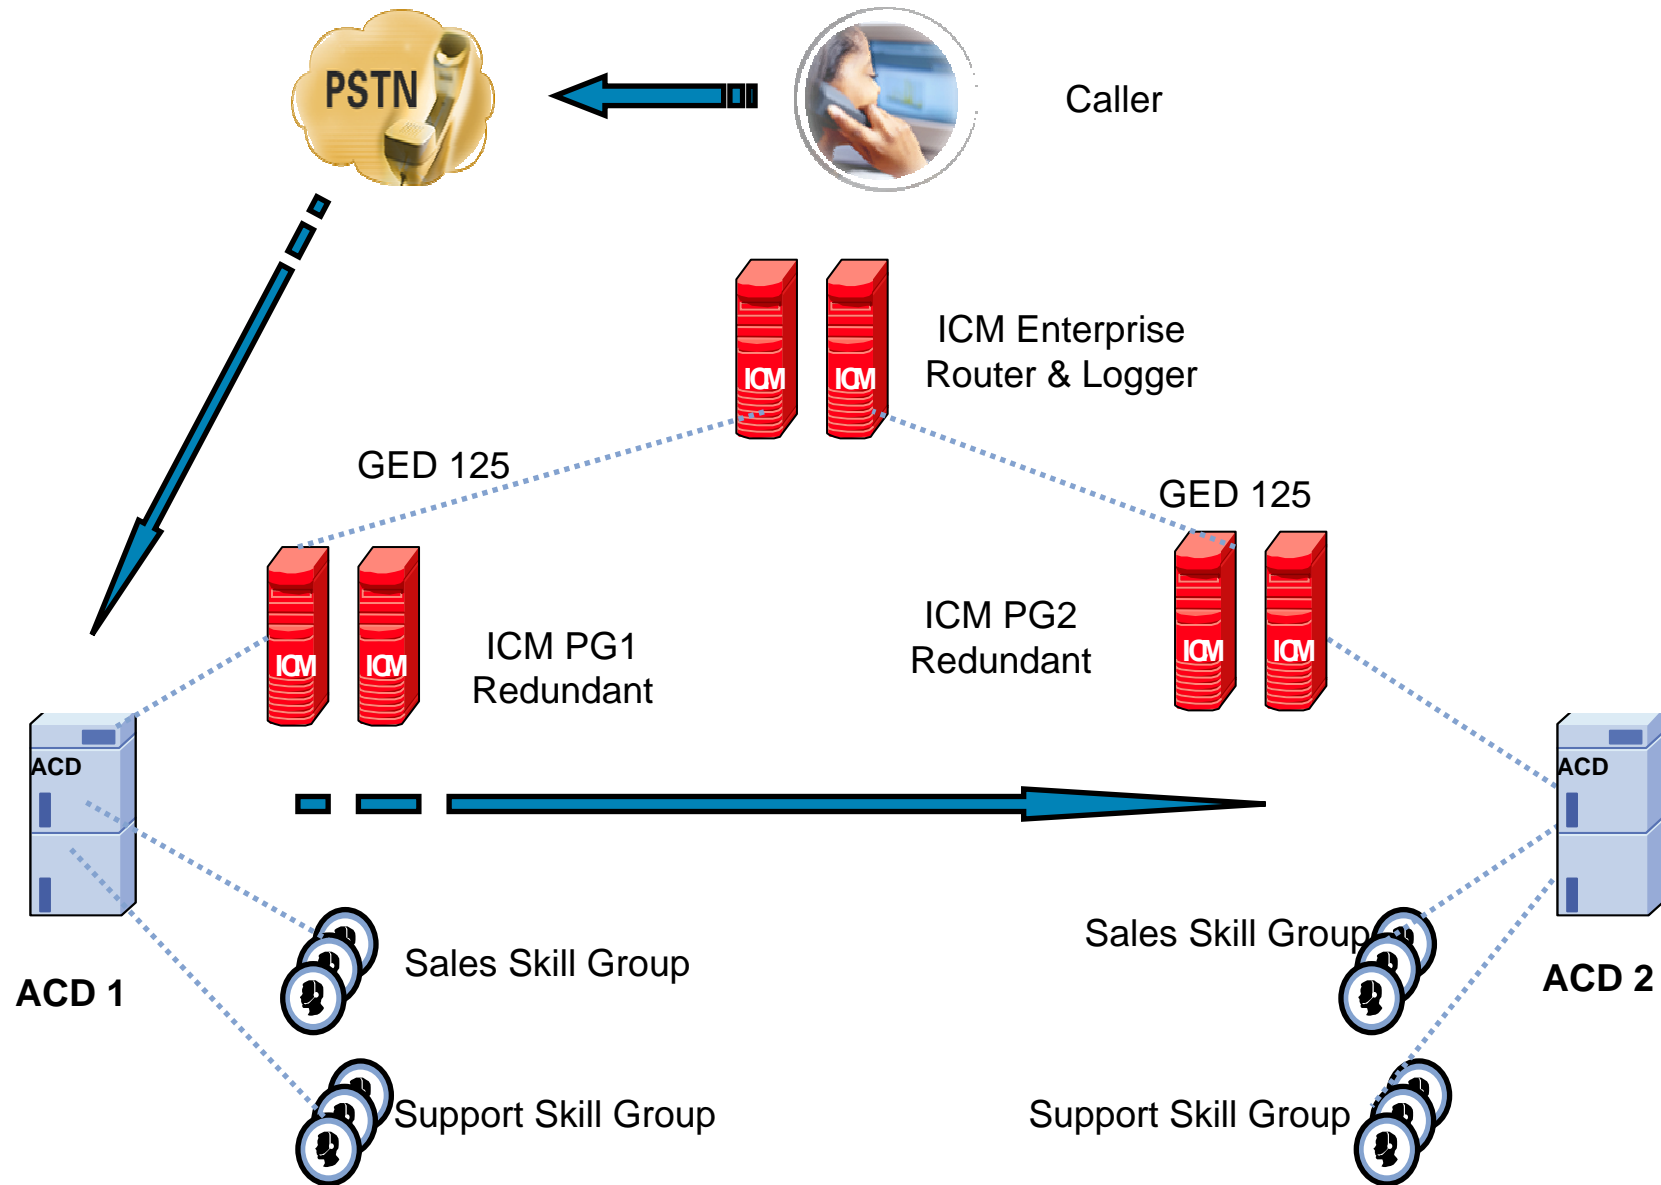 PSTN
Caller
ICM Enterprise
Router & Logger
ICM
ICM
GED 125
GED 125
ICM PG1
Redundant
ICM
ICM
ICM PG2
Redundant
ICM
ICM
ACD
ACD
ACD 1
Sales Skill Group
Sales Skill Group
ACD 2
Support Skill Group
Support Skill Group